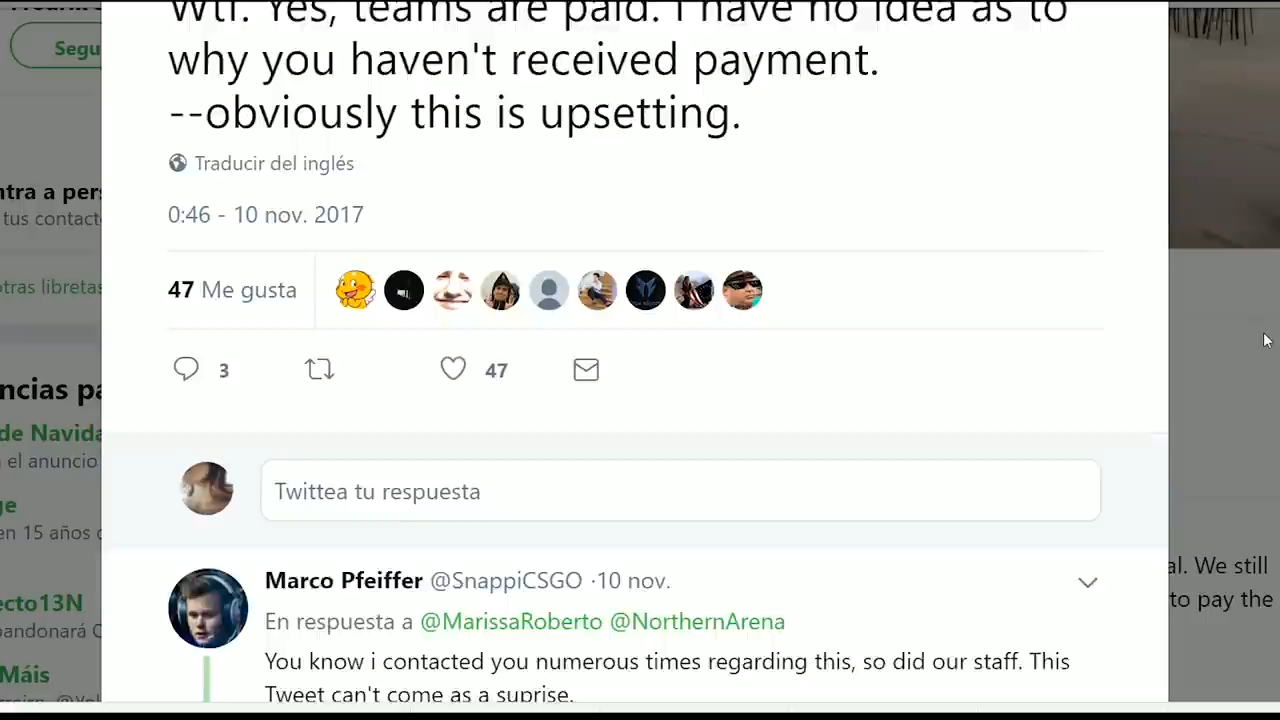 Wtf. Yes, teams are paid. I have no idea as to
why you haven't received payment.
--obviously this is upsetting.
Traducir del inglés
0:46 - 10 nov. 2017
47 Me gusta
3
47
Twittea tu respuesta
Marco Pfeiffer @SnappiCSGO · 10 nov.
En respuesta a @MarissaRoberto @NorthernArena
You know i contacted you numerous times regarding this, so did our staff. This
Tweet can't come as a suprise.
Segu
ntra a pers
tus contacto
otras libretas
ncias pa
de Navida
el anuncio
ge
en 15 años
ecto13N
bandonará C
Máis
al. We still
to pay the